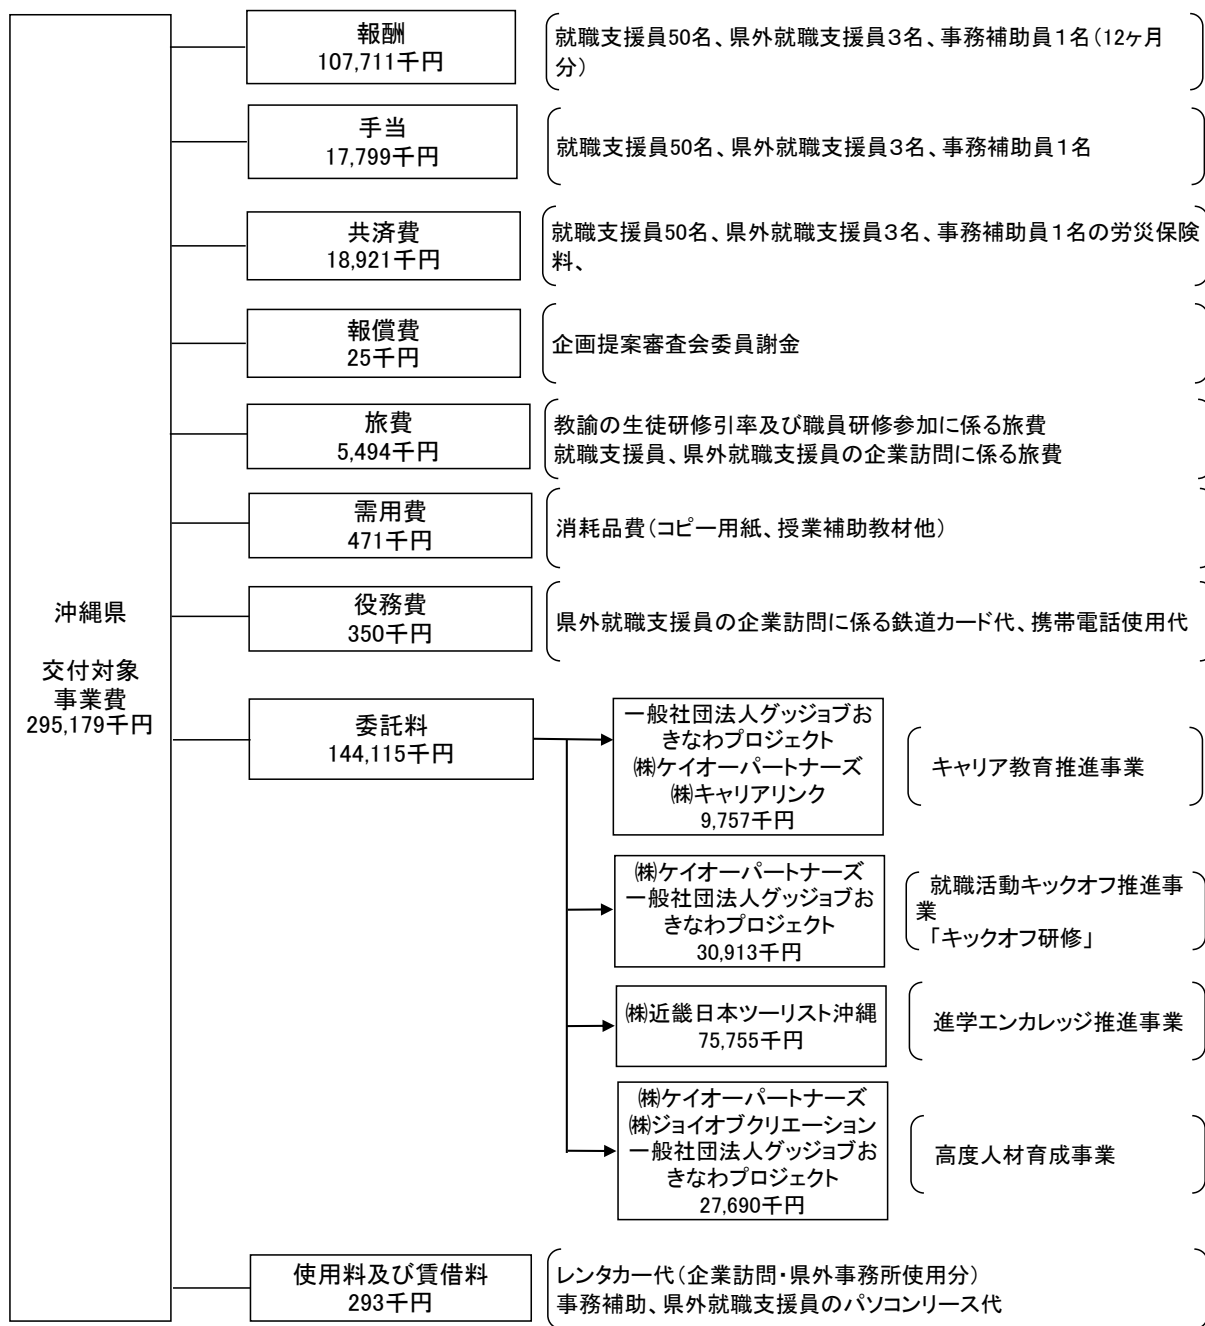 報酬
107,711千円
就職支援員50名、県外就職支援員3名、事務補助員1名(12ヶ月
分)
手当
17,799千円
就職支援員50名、県外就職支援員3名、事務補助員1名
共済費
18,921千円
就職支援員50名、県外就職支援員3名、事務補助員1名の労災保険
料、
報償費
25千円
企画提案審査会委員謝金
旅費
5,494千円
教諭の生徒研修引率及び職員研修参加に係る旅費
就職支援員、県外就職支援員の企業訪問に係る旅費
需用費
471千円
消耗品費(コピー用紙、授業補助教材他)
役務費
350千円
県外就職支援員の企業訪問に係る鉄道カード代、携帯電話使用代
沖縄県
交付対象
事業費
295,179千円
委託料
144,115千円
一般社団法人グッジョブお
きなわプロジェクト
㈱ケイオーパートナーズ
㈱キャリアリンク
9,757千円
キャリア教育推進事業
㈱ケイオーパートナーズ
一般社団法人グッジョブお
きなわプロジェクト
30,913千円
就職活動キックオフ推進事
業
「キックオフ研修」
㈱近畿日本ツーリスト沖縄
75,755千円
進学エンカレッジ推進事業
㈱ケイオーパートナーズ
㈱ジョイオブクリエーション
一般社団法人グッジョブお
きなわプロジェクト
27,690千円
高度人材育成事業
使用料及び賃借料
293千円
レンタカー代(企業訪問・県外事務所使用分)
事務補助、県外就職支援員のパソコンリース代